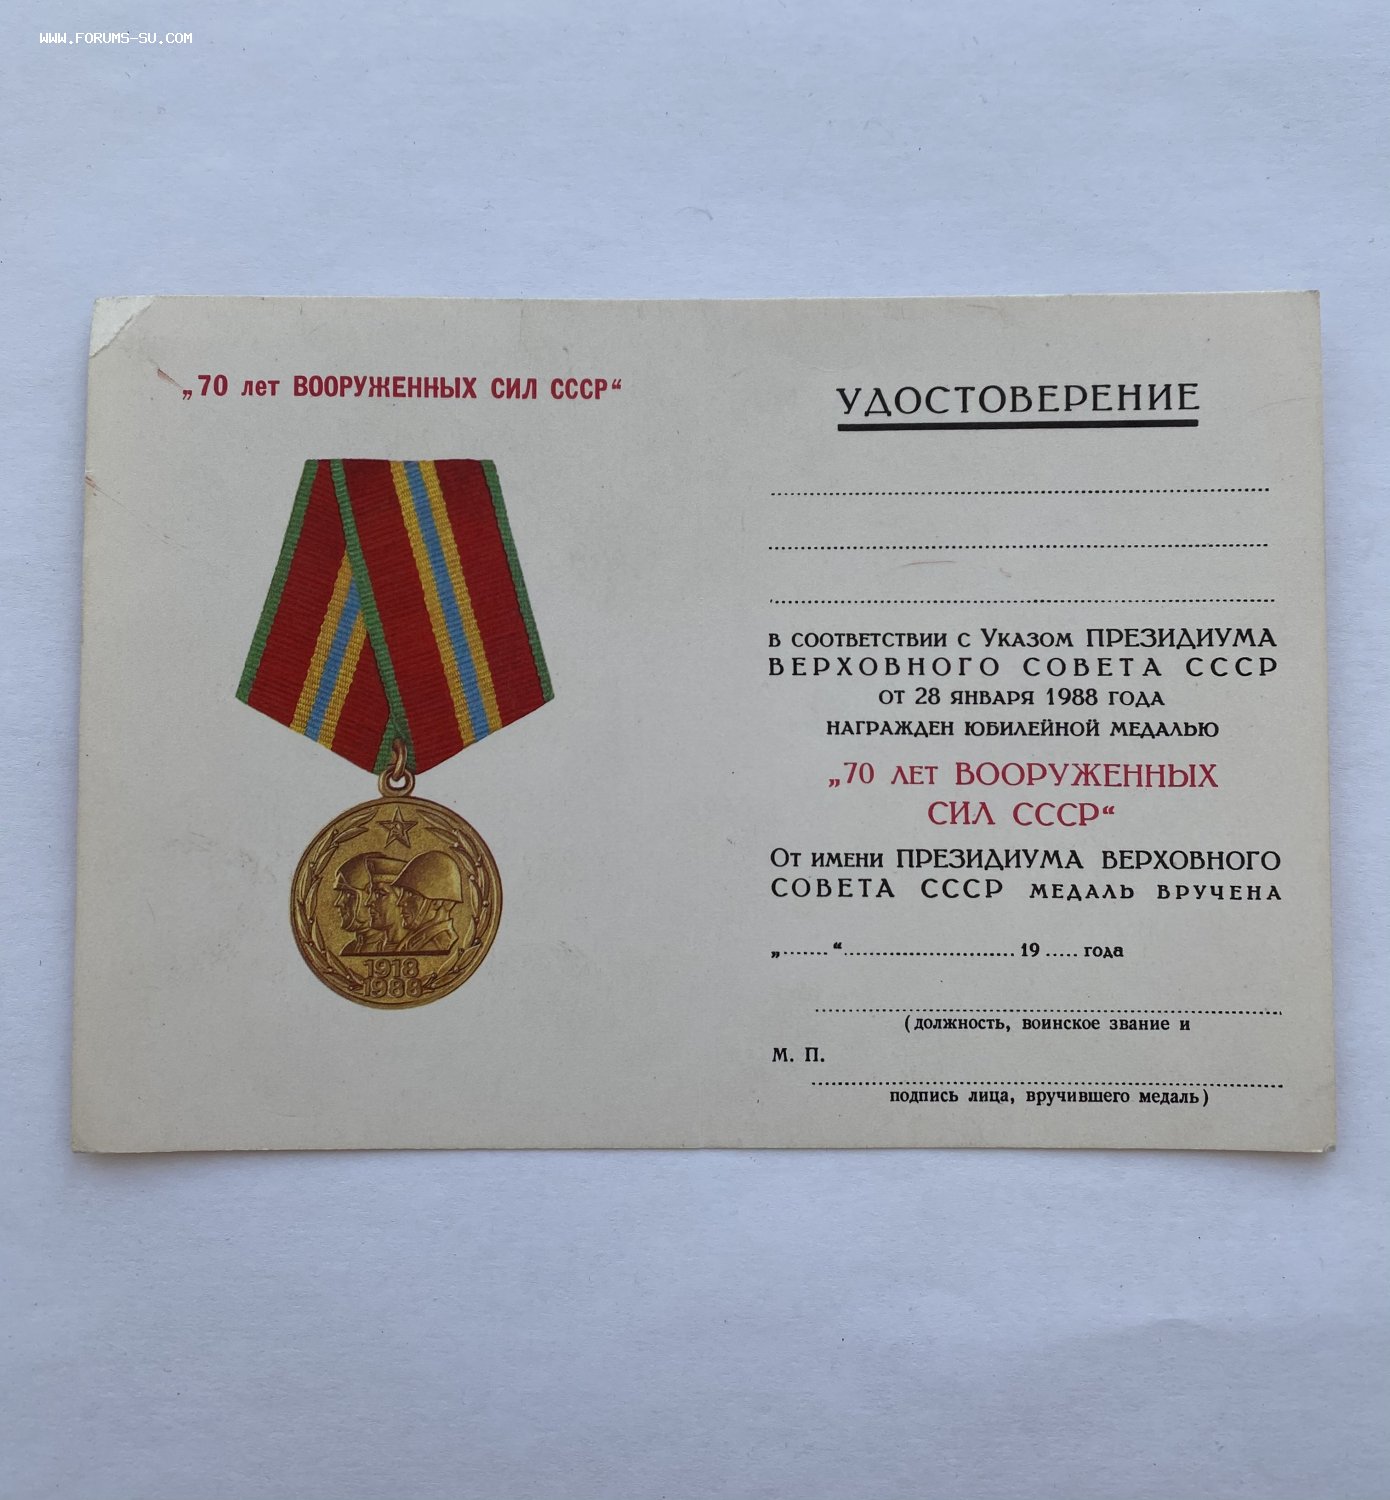 WWW.FORUMS-SU.COM
„70 лет ВООРУЖЕННЫХ СИЛ СССР“
1918
1988
УДОСТОВЕРЕНИЕ
В СООТВЕТСТВИИ С УКАЗОМ ПРЕЗИДИУМА
ВЕРХОВНОГО СОВЕТА СССР
ОТ 28 ЯНВАРЯ 1988 ГОДА
НАГРАЖДЕН ЮБИЛЕЙНОЙ МЕДАЛЬЮ
„70 ЛЕТ ВООРУЖЕННЫХ
СИЛ СССР“
ОТ ИМЕНИ ПРЕЗИДИУМА ВЕРХОВНОГО
СОВЕТА СССР МЕДАЛЬ ВРУЧЕНА
„.......“.......................... 19 ..... года
(должность, воинское звание и
М. П.
подпись лица, вручившего медаль)